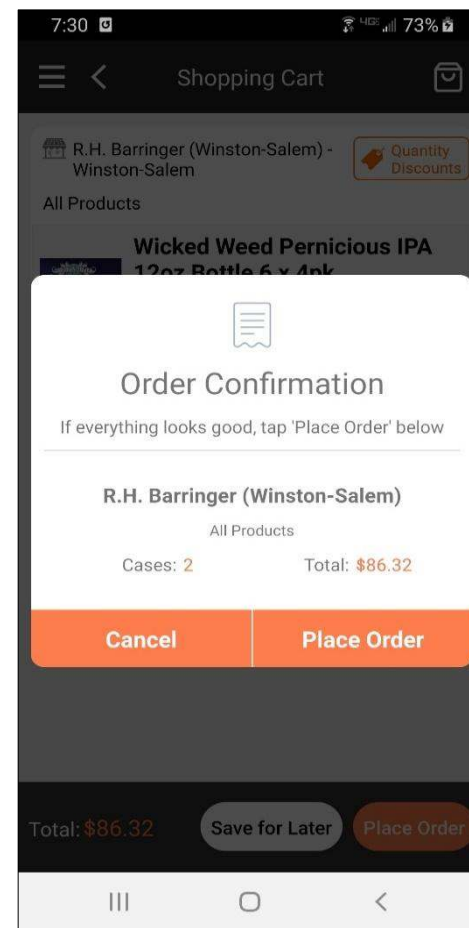 7:30
4GE 73%
Shopping Cart
R.H. Barringer (Winston-Salem) -
Winston-Salem
Quantity
Discounts
All Products
Wicked Weed Pernicious IPA
12oz Bottle 6 x 4pk
Order Confirmation
If everything looks good, tap 'Place Order' below
R.H. Barringer (Winston-Salem)
All Products
Cases: 2 Total: $86.32
Cancel Place Order
Total: $86.32 Save for Later Place Order